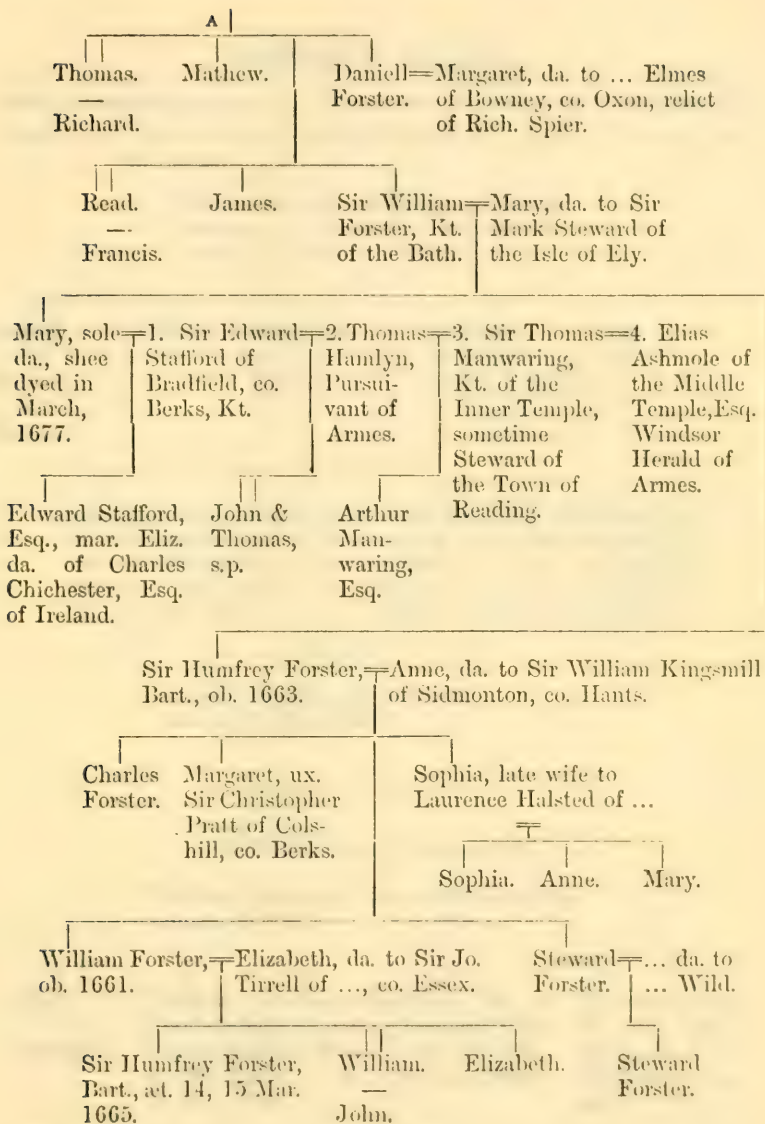 A
Thomas. Mathew. Daniell=Margaret, da. to ... Elmes
— Forster. of Bowney, co. Oxon, relict
Richard. of Rich. Spier.
Read. James. Sir William=Mary, da. to Sir
— Forster, Kt. Mark Steward of
Francis. of the Bath. the Isle of Ely.
Mary, sole=1. Sir Edward=2. Thomas=3. Sir Thomas=4. Elias
da., shee Stafford of Hamlyn, Manwaring, Ashmole of
dyed in Bradfield, co. Pursui- Kt. of the the Middle
March, Berks, Kt. vant of Inner Temple, Temple, Esq.
1677. Armes. sometime Windsor
Steward of Herald of
Edward Stafford, John & Arthur the Town of Armes.
Esq., mar. Eliz. Thomas, Man- Reading.
da. of Charles s.p. waring,
Chichester, Esq. Esq.
of Ireland.
Sir Humfrey Forster,=Anne, da. to Sir William Kingsmill
Bart., ob. 1663. of Sidmonton, co. Hants.
Charles Margaret, ux. Sophia, late wife to
Forster. Sir Christopher Laurence Halsted of ...
Pratt of Cols-
hill, co. Berks.
Sophia. Anne. Mary.
William Forster,=Elizabeth, da. to Sir Jo. Steward=... da. to
ob. 1661. Tirrell of ..., co. Essex. Forster. ... Wild.
Sir Humfrey Forster, William. Elizabeth. Steward
Bart., æt. 14, 15 Mar. — Forster.
1665. John.